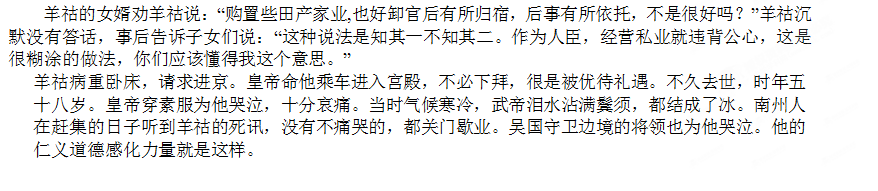 羊祜的女婿劝羊祜说：“购置些田产家业,也好卸官后有所归宿，后事有所依托，不是很好吗？”羊祜沉
默没有答话，事后告诉子女们说：“这种说法是知其一不知其二。作为人臣，经营私业就违背公心，这是
很糊涂的做法，你们应该懂得我这个意思。”
羊祜病重卧床，请求进京。皇帝命他乘车进入宫殿，不必下拜，很是被优待礼遇。不久去世，时年五
十八岁。皇帝穿素服为他哭泣，十分哀痛。当时气候寒冷，武帝泪水沾满鬓须，都结成了冰。南州人
在赶集的日子听到羊祜的死讯，没有不痛哭的，都关门歇业。吴国守卫边境的将领也为他哭泣。他的
仁义道德感化力量就是这样。